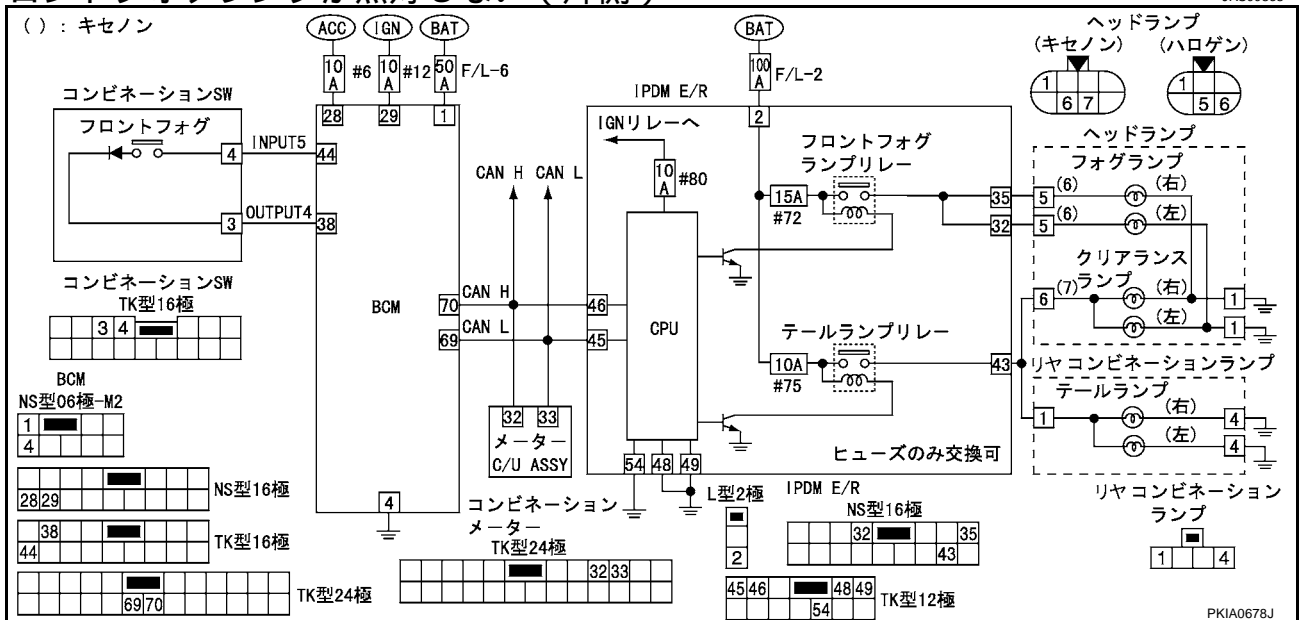 ( ) : キセノン
ACC
IGN
BAT
10 A #6
10 A #12
50 A F/L-6
28
29
1
コンビネーションSW
フロントフォグ
4 INPUT5 44
3 OUTPUT4 38
BCM
70 CAN H
69 CAN L
4
CAN H CAN L
32 33
メーター
C/U ASSY
BAT
100 A F/L-2
IPDM E/R
2
IGNリレーへ
10 A #80
フロントフォグ
ランプリレー
15A
#72
35
32
46
45
CPU
テールランプリレー
10A
#75
43
54 48 49
ヒューズのみ交換可
ヘッドランプ
(キセノン) (ハロゲン)
1
6 7
1
5 6
ヘッドランプ
フォグランプ
5 (6) (右)
5 (6) (左)
クリアランス
ランプ
6 (7) (右) 1
(左) 1
リヤコンビネーションランプ
テールランプ
1 (右) 4
(左) 4
コンビネーションSW
TK型16極
3 4
BCM
NS型06極-M2
1
4
28 29 NS型16極
38
44 TK型16極
69 70 TK型24極
コンビネーション
メーター
TK型24極
32 33
L型2極
2
IPDM E/R
NS型16極
32 35
43
45 46 48 49
54
TK型12極
リヤコンビネーション
ランプ
1 4
PKIA0678J